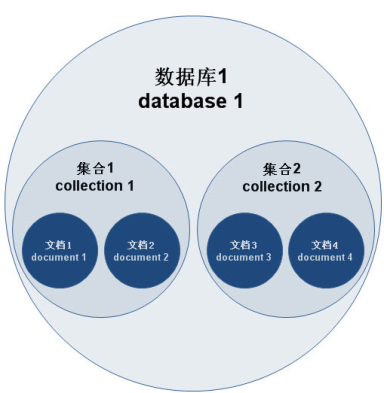 数据库1
database 1
集合1
collection 1
集合2
collection 2
文档1
document 1
文档2
document 2
文档3
document 3
文档4
document 4